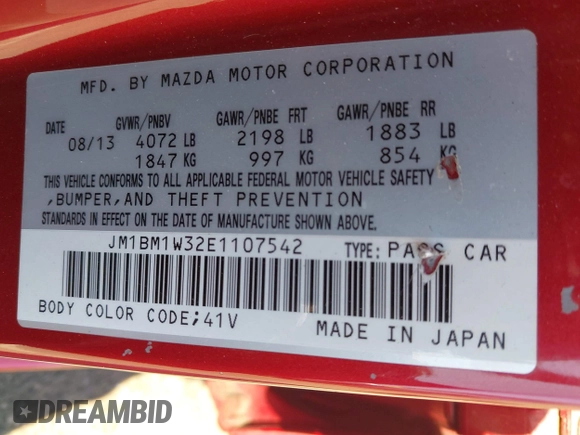 MFD. BY MAZDA MOTOR CORPORATION
DATE GVWR/PNBV GAWR/PNBE FRT GAWR/PNBE RR
08/13 4072 LB 2198 LB 1883 LB
1847 KG 997 KG 854 KG
THIS VEHICLE CONFORMS TO ALL APPLICABLE FEDERAL MOTOR VEHICLE SAFETY
,BUMPER,AND THEFT PREVENTION
STANDARDS IN EFFECT ON THE DATE OF MANUFACTURE SHOWN ABOVE.
JM1BM1W32E1107542 TYPE: PASS CAR
BODY COLOR CODE;41V
MADE IN JAPAN
DREAMBID